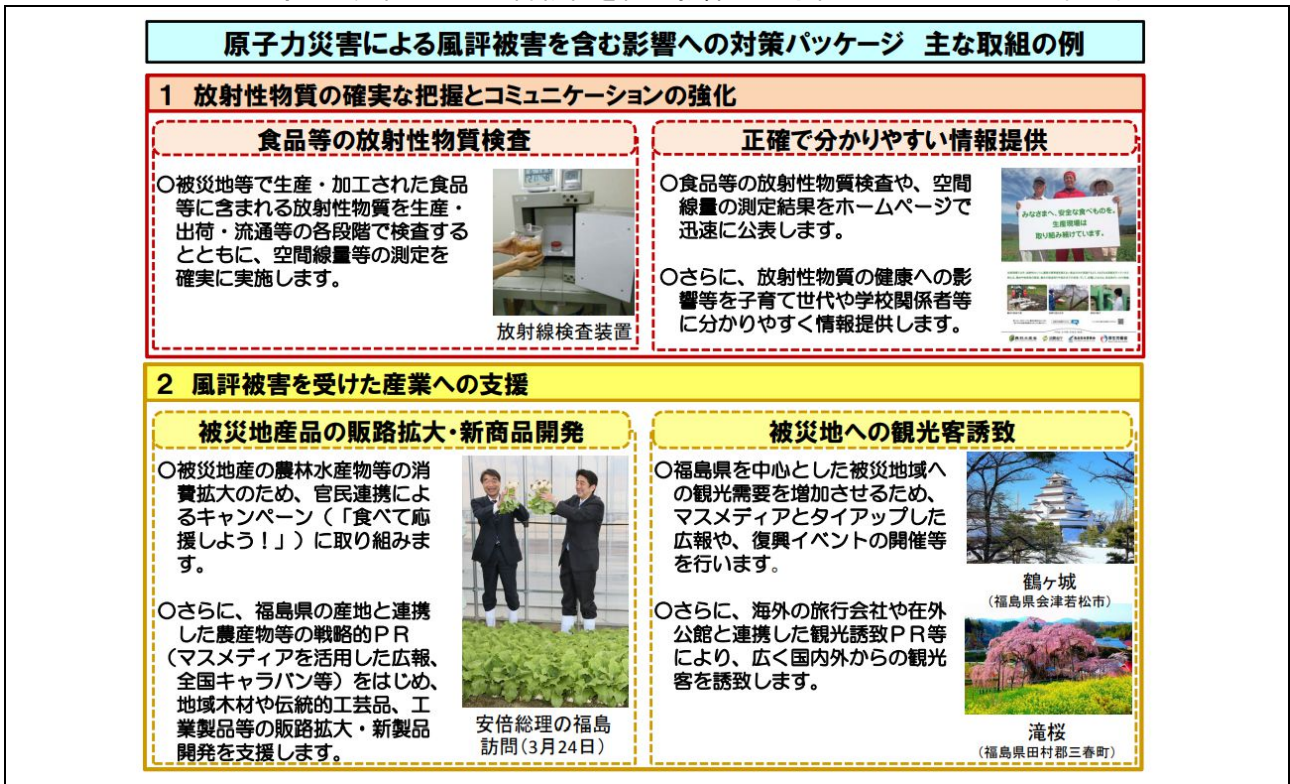 原子力災害による風評被害を含む影響への対策パッケージ 主な取組の例
1 放射性物質の確実な把握とコミュニケーションの強化
食品等の放射性物質検査
○被災地等で生産・加工された食品
等に含まれる放射性物質を生産・
出荷・流通等の各段階で検査する
とともに、空間線量等の測定を
確実に実施します。
放射線検査装置
正確で分かりやすい情報提供
○食品等の放射性物質検査や、空間
線量の測定結果をホームページで
迅速に公表します。
○さらに、放射性物質の健康への影
響等を子育て世代や学校関係者等
に分かりやすく情報提供します。
みなさまへ、安全な食べものを。
生産現場は
取り組み続けています。
2 風評被害を受けた産業への支援
被災地産品の販路拡大・新商品開発
○被災地産の農林水産物等の消
費拡大のため、官民連携によ
るキャンペーン（「食べて応
援しよう！」）に取り組みま
す。
○さらに、福島県の産地と連携
した農産物等の戦略的ＰＲ
（マスメディアを活用した広報、
全国キャラバン等）をはじめ、
地域木材や伝統的工芸品、工
業製品等の販路拡大・新製品
開発を支援します。
安倍総理の福島
訪問(3月24日)
被災地への観光客誘致
○福島県を中心とした被災地域へ
の観光需要を増加させるため、
マスメディアとタイアップした
広報や、復興イベントの開催等
を行います。
○さらに、海外の旅行会社や在外
公館と連携した観光誘致ＰＲ等
により、広く国内外からの観光
客を誘致します。
鶴ヶ城
（福島県会津若松市）
滝桜
（福島県田村郡三春町）